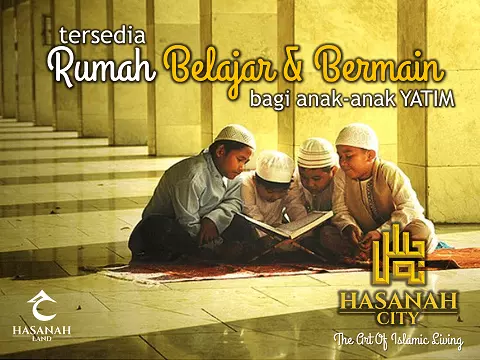 tersedia
Rumah Belajar & Bermain
bagi anak-anak YATIM
HASANAH
CITY
The Art Of Islamic Living
HASANAH
LAND